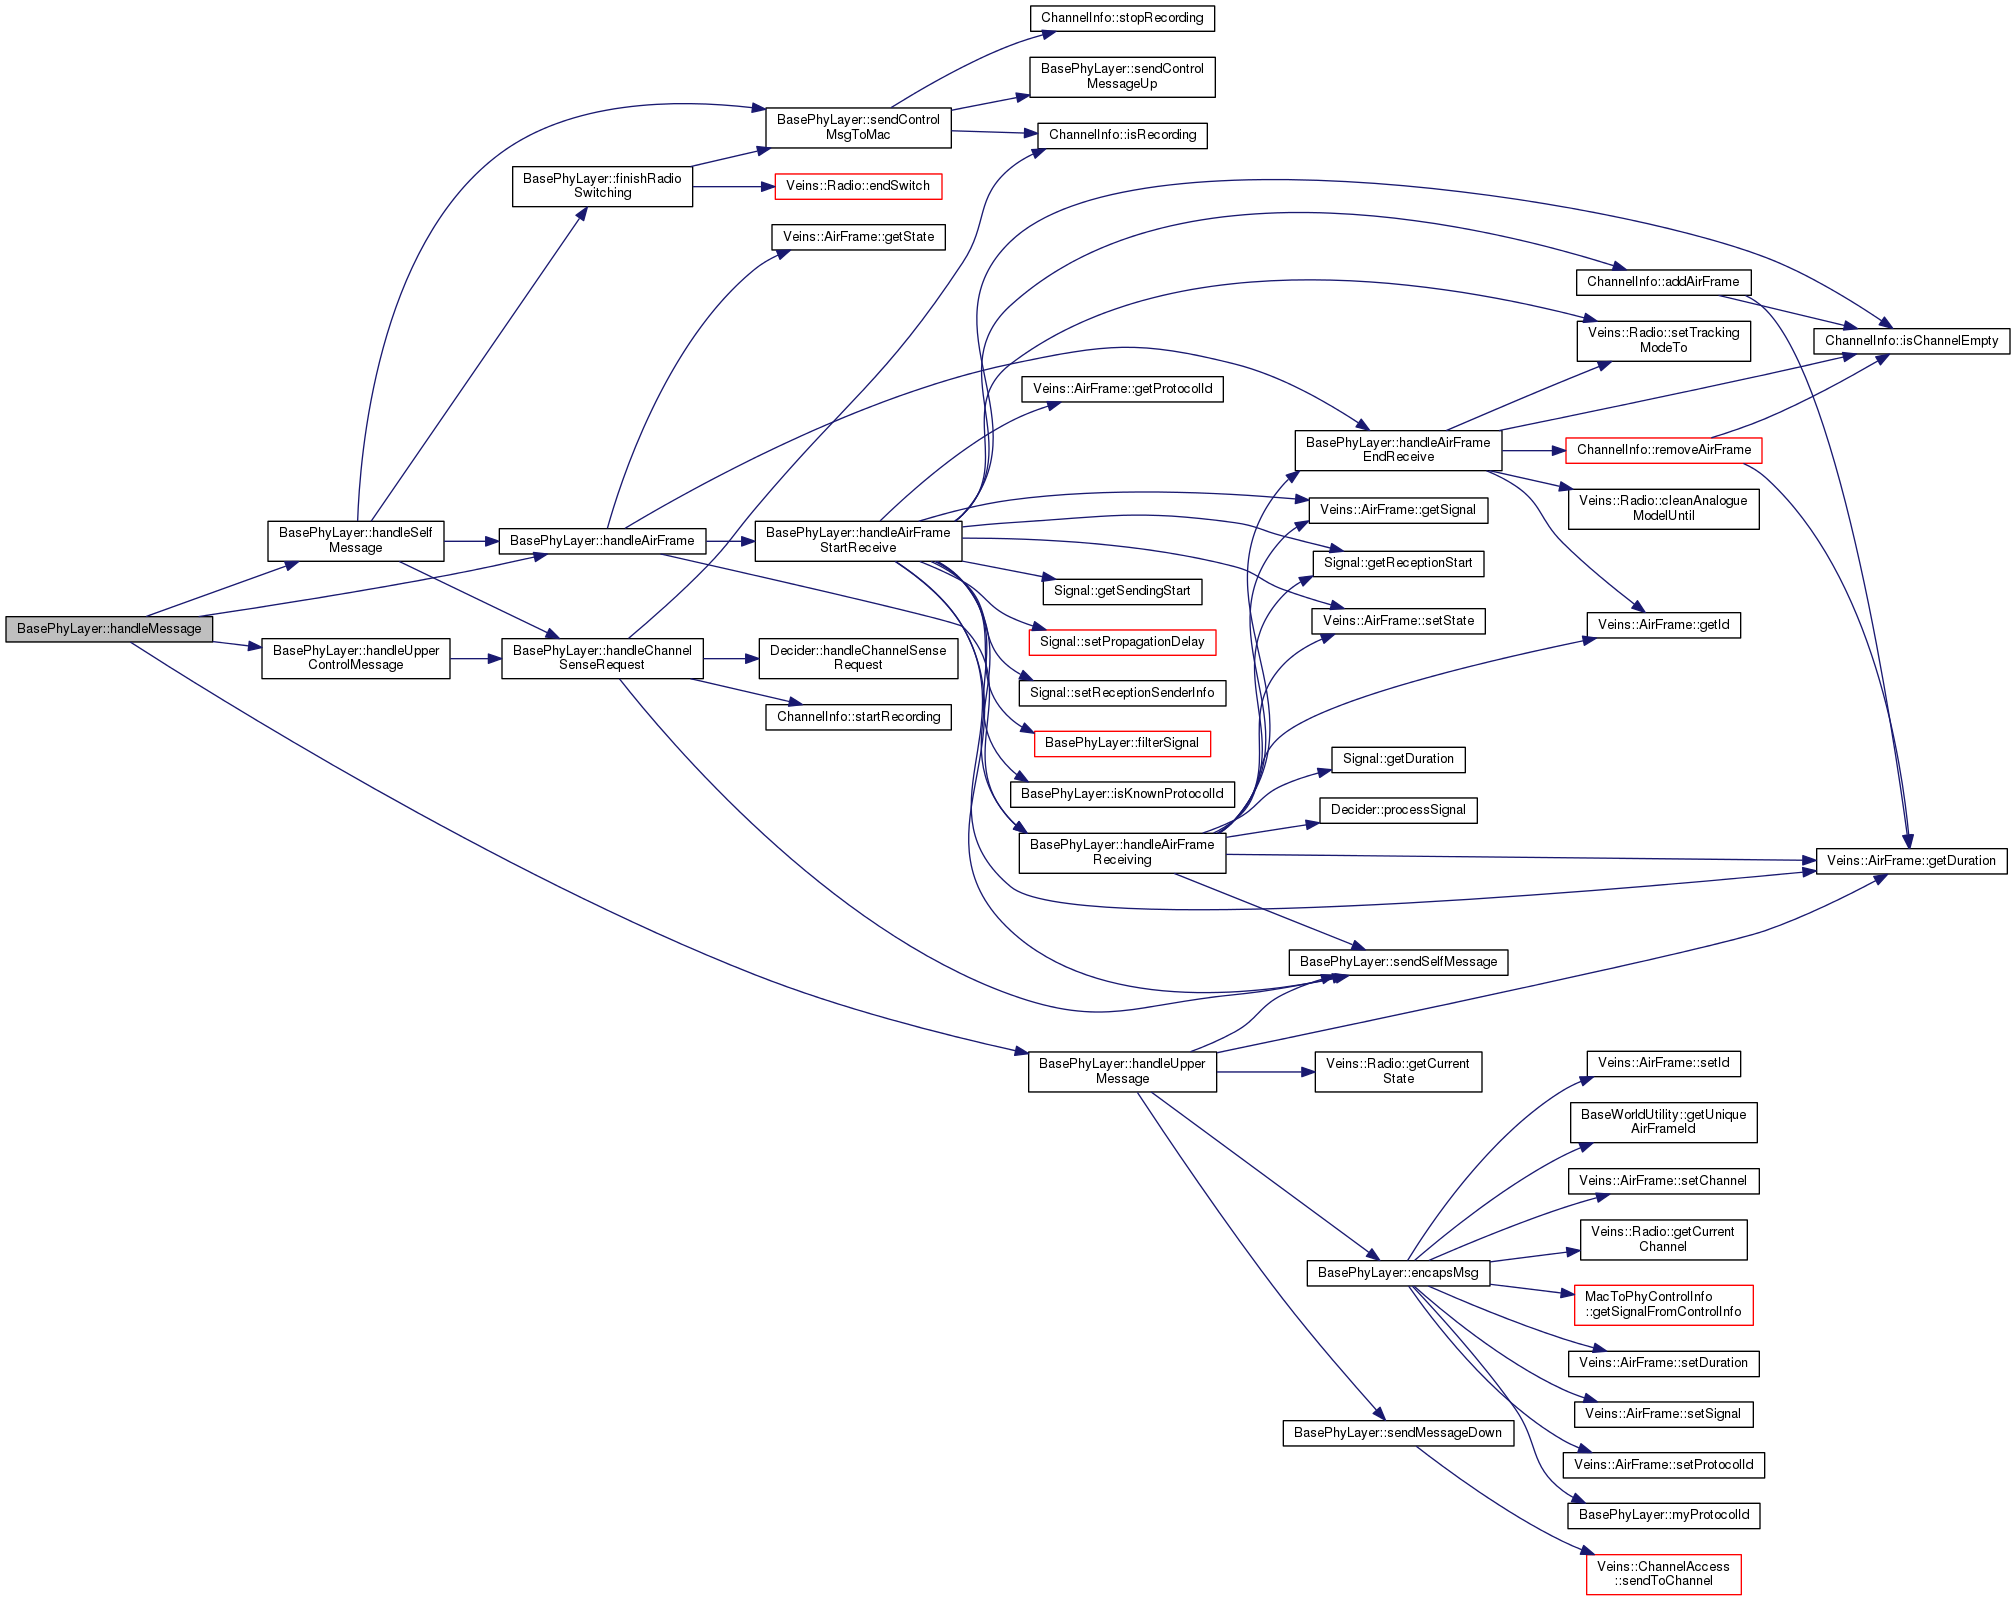 ChannelInfo::stopRecording
BasePhyLayer::sendControl
MessageUp
BasePhyLayer::sendControl
MsgToMac
ChannelInfo::isRecording
BasePhyLayer::finishRadio
Switching
Veins::Radio::endSwitch
Veins::AirFrame::getState
ChannelInfo::addAirFrame
Veins::Radio::setTracking
ModeTo
ChannelInfo::isChannelEmpty
Veins::AirFrame::getProtocolId
BasePhyLayer::handleAirFrame
EndReceive
ChannelInfo::removeAirFrame
Veins::Radio::cleanAnalogue
ModelUntil
Veins::AirFrame::getSignal
BasePhyLayer::handleSelf
Message
BasePhyLayer::handleAirFrame
BasePhyLayer::handleAirFrame
StartReceive
Signal::getReceptionStart
Signal::getSendingStart
Veins::AirFrame::setState
Veins::AirFrame::getId
BasePhyLayer::handleMessage
Signal::setPropagationDelay
BasePhyLayer::handleUpper
ControlMessage
BasePhyLayer::handleChannel
SenseRequest
Decider::handleChannelSense
Request
Signal::setReceptionSenderInfo
ChannelInfo::startRecording
BasePhyLayer::filterSignal
Signal::getDuration
BasePhyLayer::isKnownProtocolId
Decider::processSignal
BasePhyLayer::handleAirFrame
Receiving
Veins::AirFrame::getDuration
BasePhyLayer::sendSelfMessage
BasePhyLayer::handleUpper
Message
Veins::Radio::getCurrent
State
Veins::AirFrame::setId
BaseWorldUtility::getUnique
AirFrameId
Veins::AirFrame::setChannel
Veins::Radio::getCurrent
Channel
BasePhyLayer::encapsMsg
MacToPhyControlInfo
::getSignalFromControlInfo
Veins::AirFrame::setDuration
Veins::AirFrame::setSignal
BasePhyLayer::sendMessageDown
Veins::AirFrame::setProtocolId
BasePhyLayer::myProtocolId
Veins::ChannelAccess
::sendToChannel